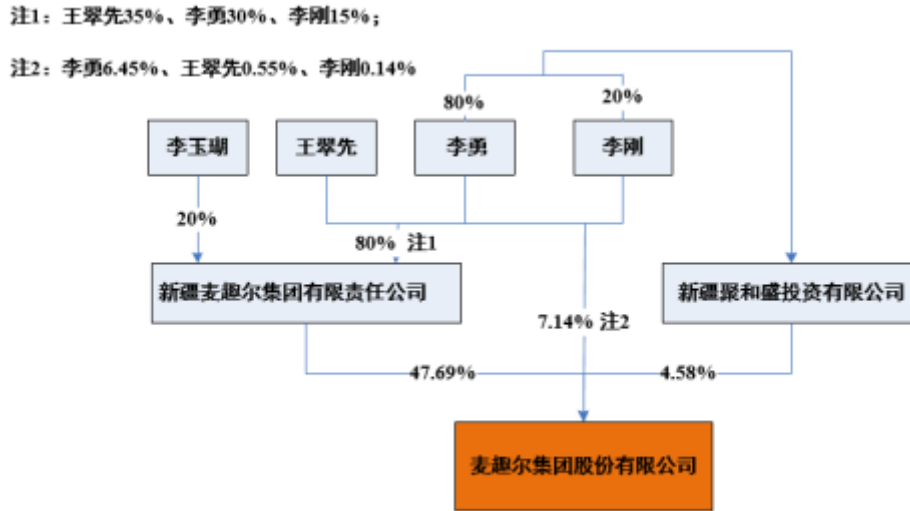 注1：王翠先35%、李勇30%、李刚15%；
注2：李勇6.45%、王翠先0.55%、李刚0.14%
80%
20%
李玉瑚
王翠先
李勇
李刚
20%
80% 注1
新疆麦趣尔集团有限责任公司
新疆聚和盛投资有限公司
7.14% 注2
47.69%
4.58%
麦趣尔集团股份有限公司